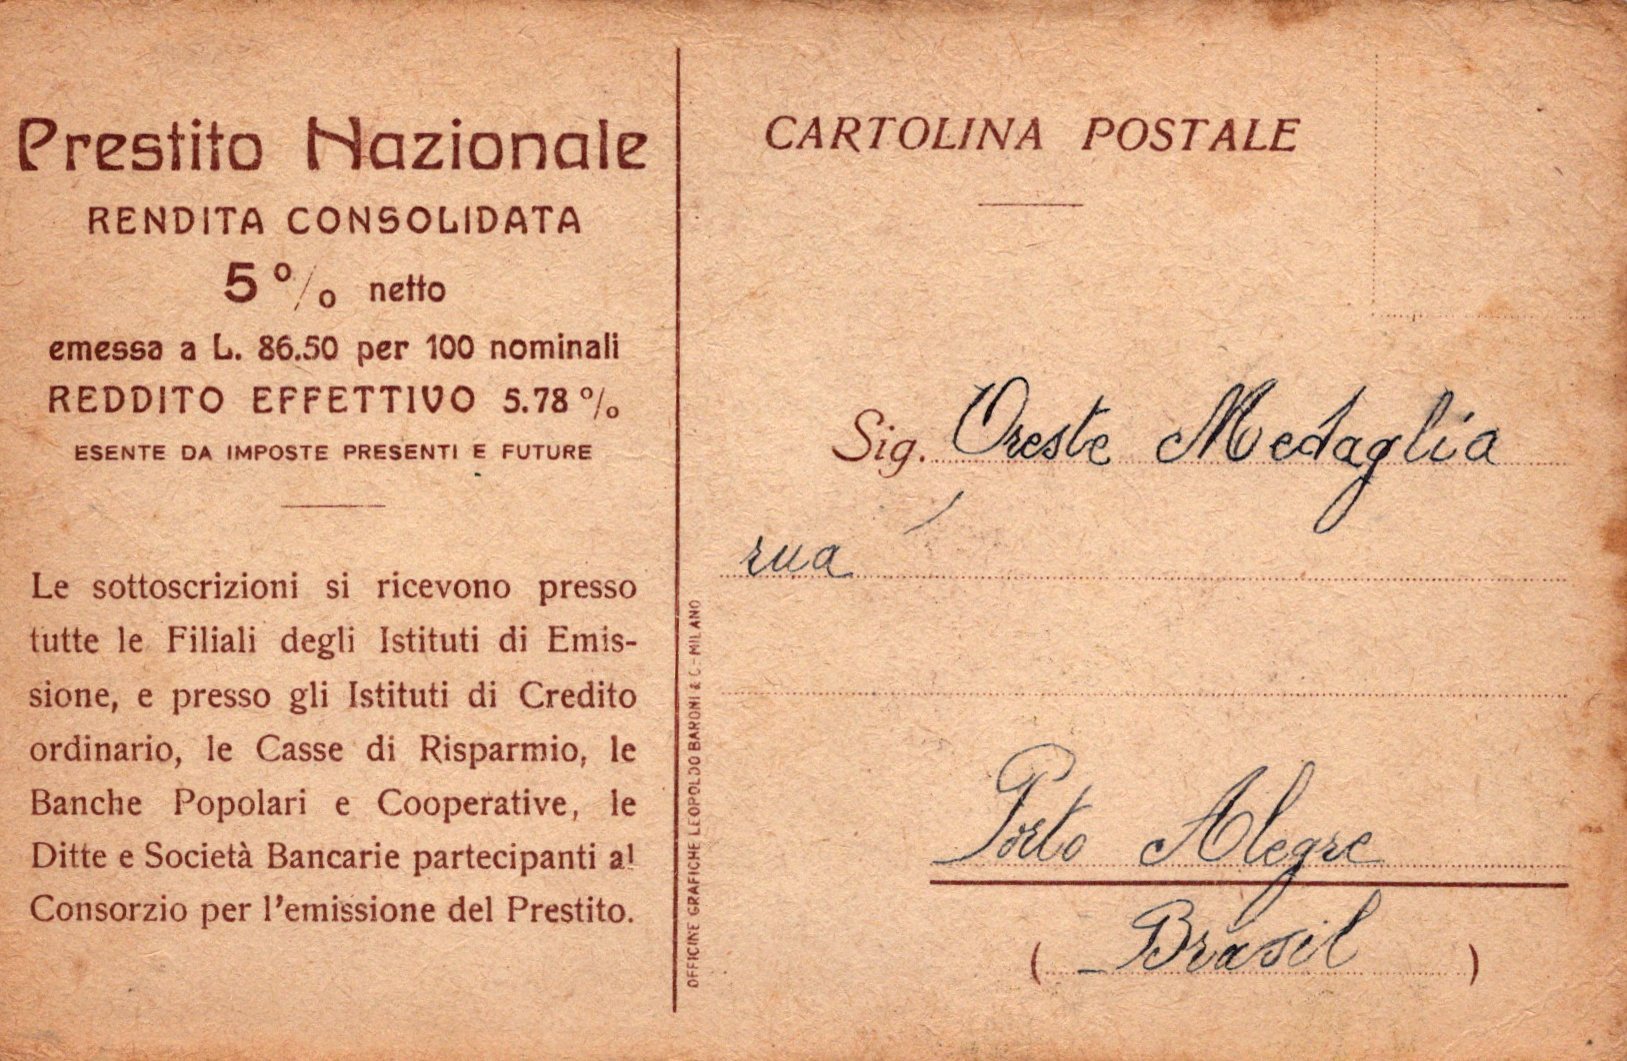 Prestito Nazionale
RENDITA CONSOLIDATA
5 % netto
emessa a L. 86.50 per 100 nominali
REDDITO EFFETTIVO 5.78 %
ESENTE DA IMPOSTE PRESENTI E FUTURE
Le sottoscrizioni si ricevono presso
tutte le Filiali degli Istituti di Emis-
sione, e presso gli Istituti di Credito
ordinario, le Casse di Risparmio, le
Banche Popolari e Cooperative, le
Ditte e Società Bancarie partecipanti al
Consorzio per l'emissione del Prestito.
OFFICINE GRAFICHE LEOPOLDO BARONI & C.-MILANO
CARTOLINA POSTALE
Sig. Oreste Medaglia
rua
Porto Alegre
( Brasil )